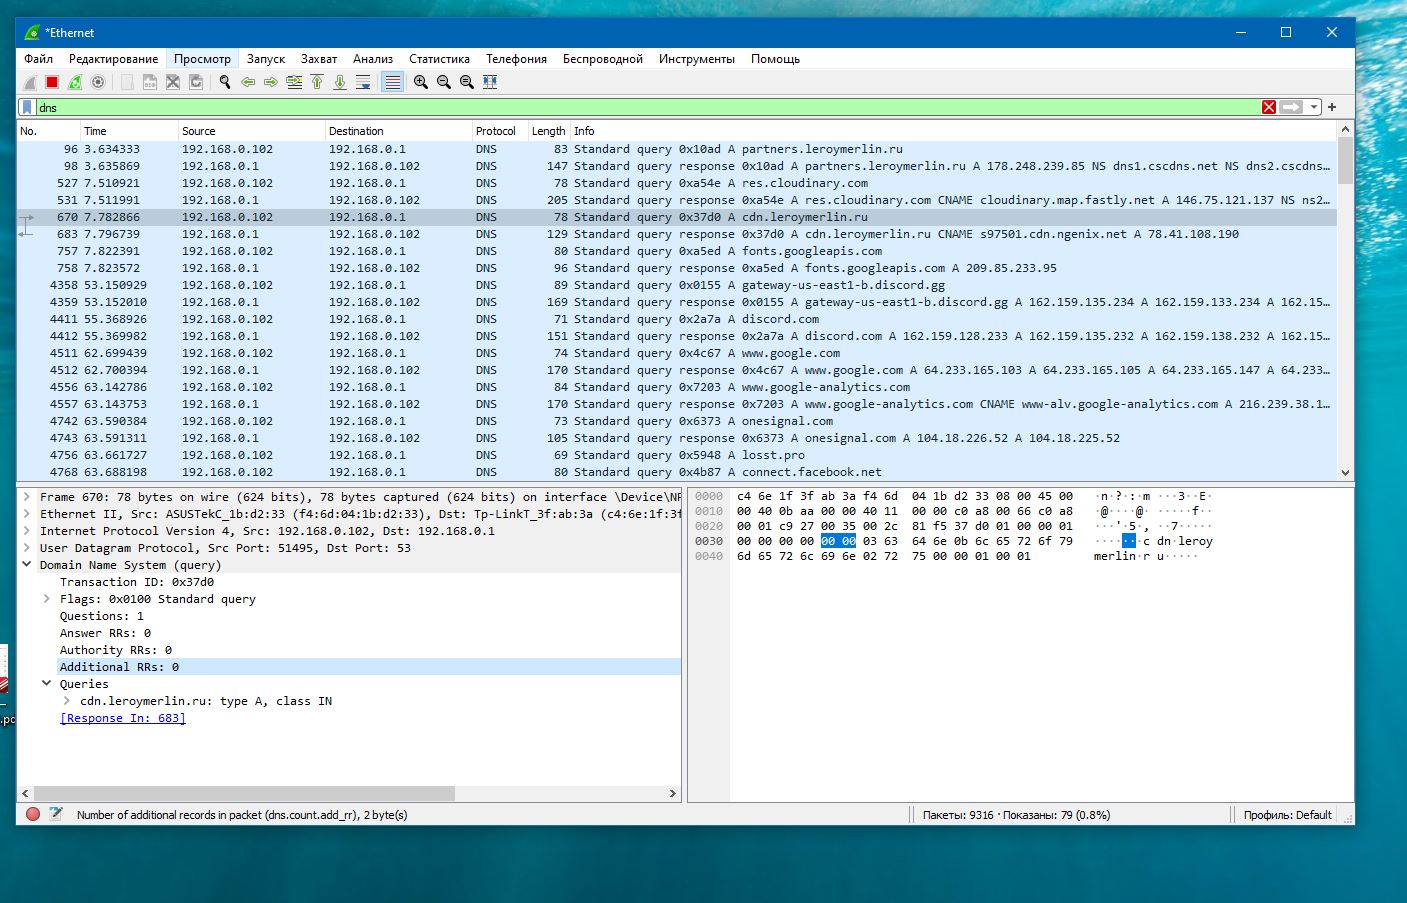 *Ethernet
Файл Редактирование Просмотр Запуск Захват Анализ Статистика Телефония Беспроводной Инструменты Помощь
dns
No. Time Source Destination Protocol Length Info
96 3.634333 192.168.0.102 192.168.0.1 DNS 83 Standard query 0x10ad A partners.leroymerlin.ru
98 3.635869 192.168.0.1 192.168.0.102 DNS 147 Standard query response 0x10ad A partners.leroymerlin.ru A 178.248.239.85 NS dns1.cscdns.net NS dns2.cscdns…
527 7.510921 192.168.0.102 192.168.0.1 DNS 78 Standard query 0xa54e A res.cloudinary.com
531 7.511991 192.168.0.1 192.168.0.102 DNS 205 Standard query response 0xa54e A res.cloudinary.com CNAME cloudinary.map.fastly.net A 146.75.121.137 NS ns2…
670 7.782866 192.168.0.102 192.168.0.1 DNS 78 Standard query 0x37d0 A cdn.leroymerlin.ru
683 7.796739 192.168.0.1 192.168.0.102 DNS 129 Standard query response 0x37d0 A cdn.leroymerlin.ru CNAME s97501.cdn.ngenix.net A 78.41.108.190
757 7.822391 192.168.0.102 192.168.0.1 DNS 80 Standard query 0xa5ed A fonts.googleapis.com
758 7.823572 192.168.0.1 192.168.0.102 DNS 96 Standard query response 0xa5ed A fonts.googleapis.com A 209.85.233.95
4358 53.150929 192.168.0.102 192.168.0.1 DNS 89 Standard query 0x0155 A gateway-us-east1-b.discord.gg
4359 53.152010 192.168.0.1 192.168.0.102 DNS 169 Standard query response 0x0155 A gateway-us-east1-b.discord.gg A 162.159.135.234 A 162.159.133.234 A 162.15…
4411 55.368926 192.168.0.102 192.168.0.1 DNS 71 Standard query 0x2a7a A discord.com
4412 55.369982 192.168.0.1 192.168.0.102 DNS 151 Standard query response 0x2a7a A discord.com A 162.159.128.233 A 162.159.135.232 A 162.159.138.232 A 162.15…
4511 62.699439 192.168.0.102 192.168.0.1 DNS 74 Standard query 0x4c67 A www.google.com
4512 62.700394 192.168.0.1 192.168.0.102 DNS 170 Standard query response 0x4c67 A www.google.com A 64.233.165.103 A 64.233.165.105 A 64.233.165.147 A 64.233…
4556 63.142786 192.168.0.102 192.168.0.1 DNS 84 Standard query 0x7203 A www.google-analytics.com
4557 63.143753 192.168.0.1 192.168.0.102 DNS 170 Standard query response 0x7203 A www.google-analytics.com CNAME www-alv.google-analytics.com A 216.239.38.1…
4742 63.590384 192.168.0.102 192.168.0.1 DNS 73 Standard query 0x6373 A onesignal.com
4743 63.591311 192.168.0.1 192.168.0.102 DNS 105 Standard query response 0x6373 A onesignal.com A 104.18.226.52 A 104.18.225.52
4756 63.661727 192.168.0.102 192.168.0.1 DNS 69 Standard query 0x5948 A losst.pro
4768 63.688198 192.168.0.102 192.168.0.1 DNS 80 Standard query 0x4b87 A connect.facebook.net
Frame 670: 78 bytes on wire (624 bits), 78 bytes captured (624 bits) on interface \Device\NP
Ethernet II, Src: ASUSTekC_1b:d2:33 (f4:6d:04:1b:d2:33), Dst: Tp-LinkT_3f:ab:3a (c4:6e:1f:3f
Internet Protocol Version 4, Src: 192.168.0.102, Dst: 192.168.0.1
User Datagram Protocol, Src Port: 51495, Dst Port: 53
Domain Name System (query)
Transaction ID: 0x37d0
Flags: 0x0100 Standard query
Questions: 1
Answer RRs: 0
Authority RRs: 0
Additional RRs: 0
Queries
cdn.leroymerlin.ru: type A, class IN
[Response In: 683]
0000 c4 6e 1f 3f ab 3a f4 6d 04 1b d2 33 08 00 45 00 ·n·?·:·m ···3··E·
0010 00 40 0b aa 00 00 40 11 00 00 c0 a8 00 66 c0 a8 ·@····@· ·····f··
0020 00 01 c9 27 00 35 00 2c 81 f5 37 d0 01 00 00 01 ···'·5·, ··7·····
0030 00 00 00 00 00 00 03 63 64 6e 0b 6c 65 72 6f 79 ·······c dn·leroy
0040 6d 65 72 6c 69 6e 02 72 75 00 00 01 00 01 merlin·r u·····
Number of additional records in packet (dns.count.add_rr), 2 byte(s)
Пакеты: 9316 · Показаны: 79 (0.8%)
Профиль: Default